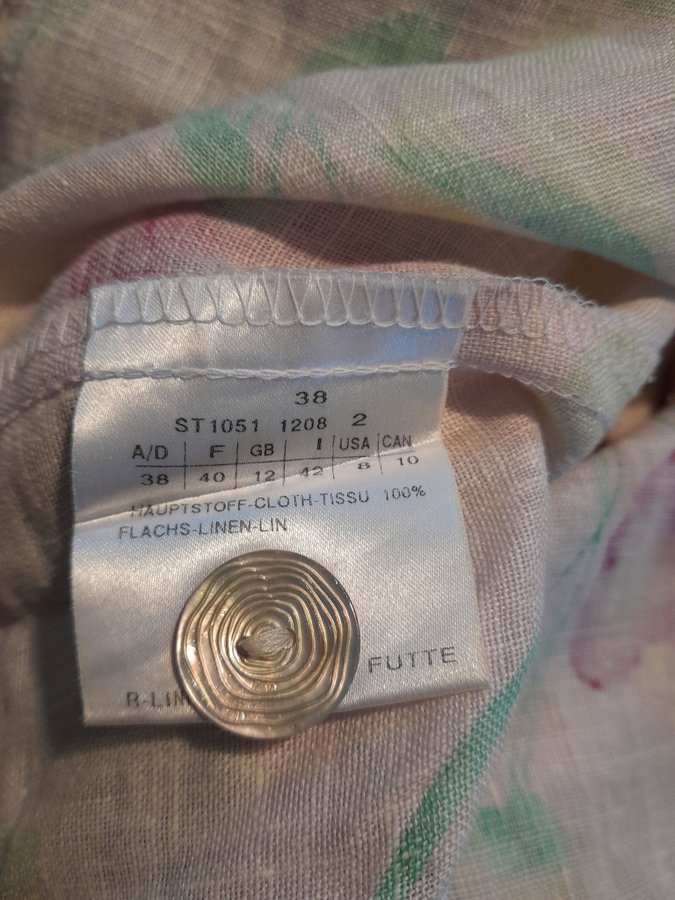 38
ST1051 1208 2
A/D F GB I USA CAN
38 40 12 42 8 10
HAUPTSTOFF-CLOTH-TISSU 100%
FLACHS-LINEN-LIN
FUTTE
R-LIN